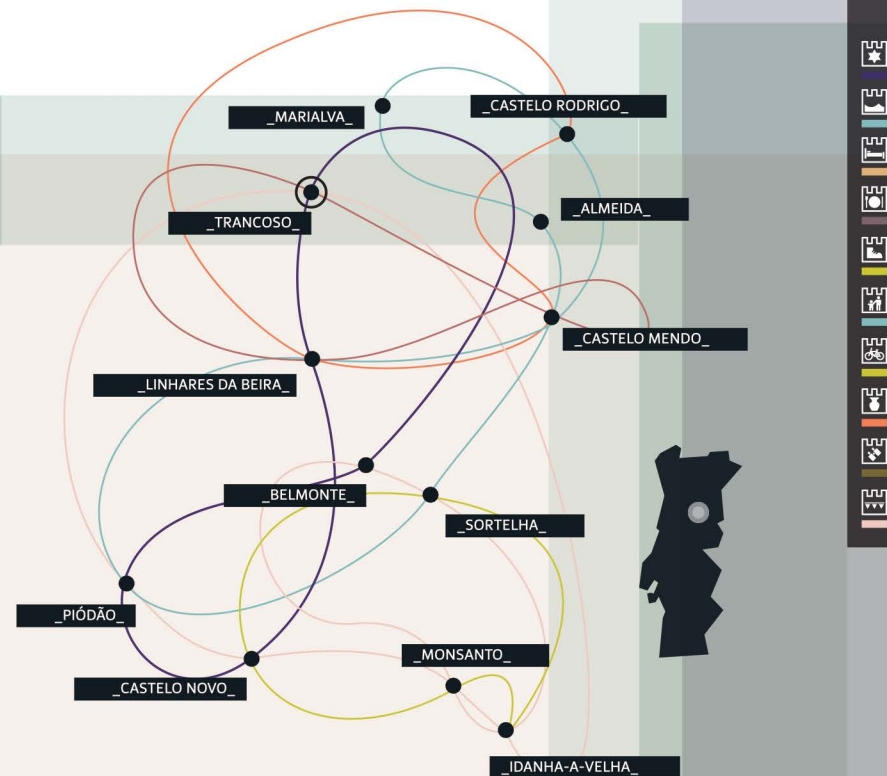 _MARIALVA_
_CASTELO RODRIGO_
_TRANCOSO_
_ALMEIDA_
_CASTELO MENDO_
_LINHARES DA BEIRA_
_BELMONTE_
_SORTELHA_
_PIÓDÃO_
_MONSANTO_
_CASTELO NOVO_
_IDANHA-A-VELHA_